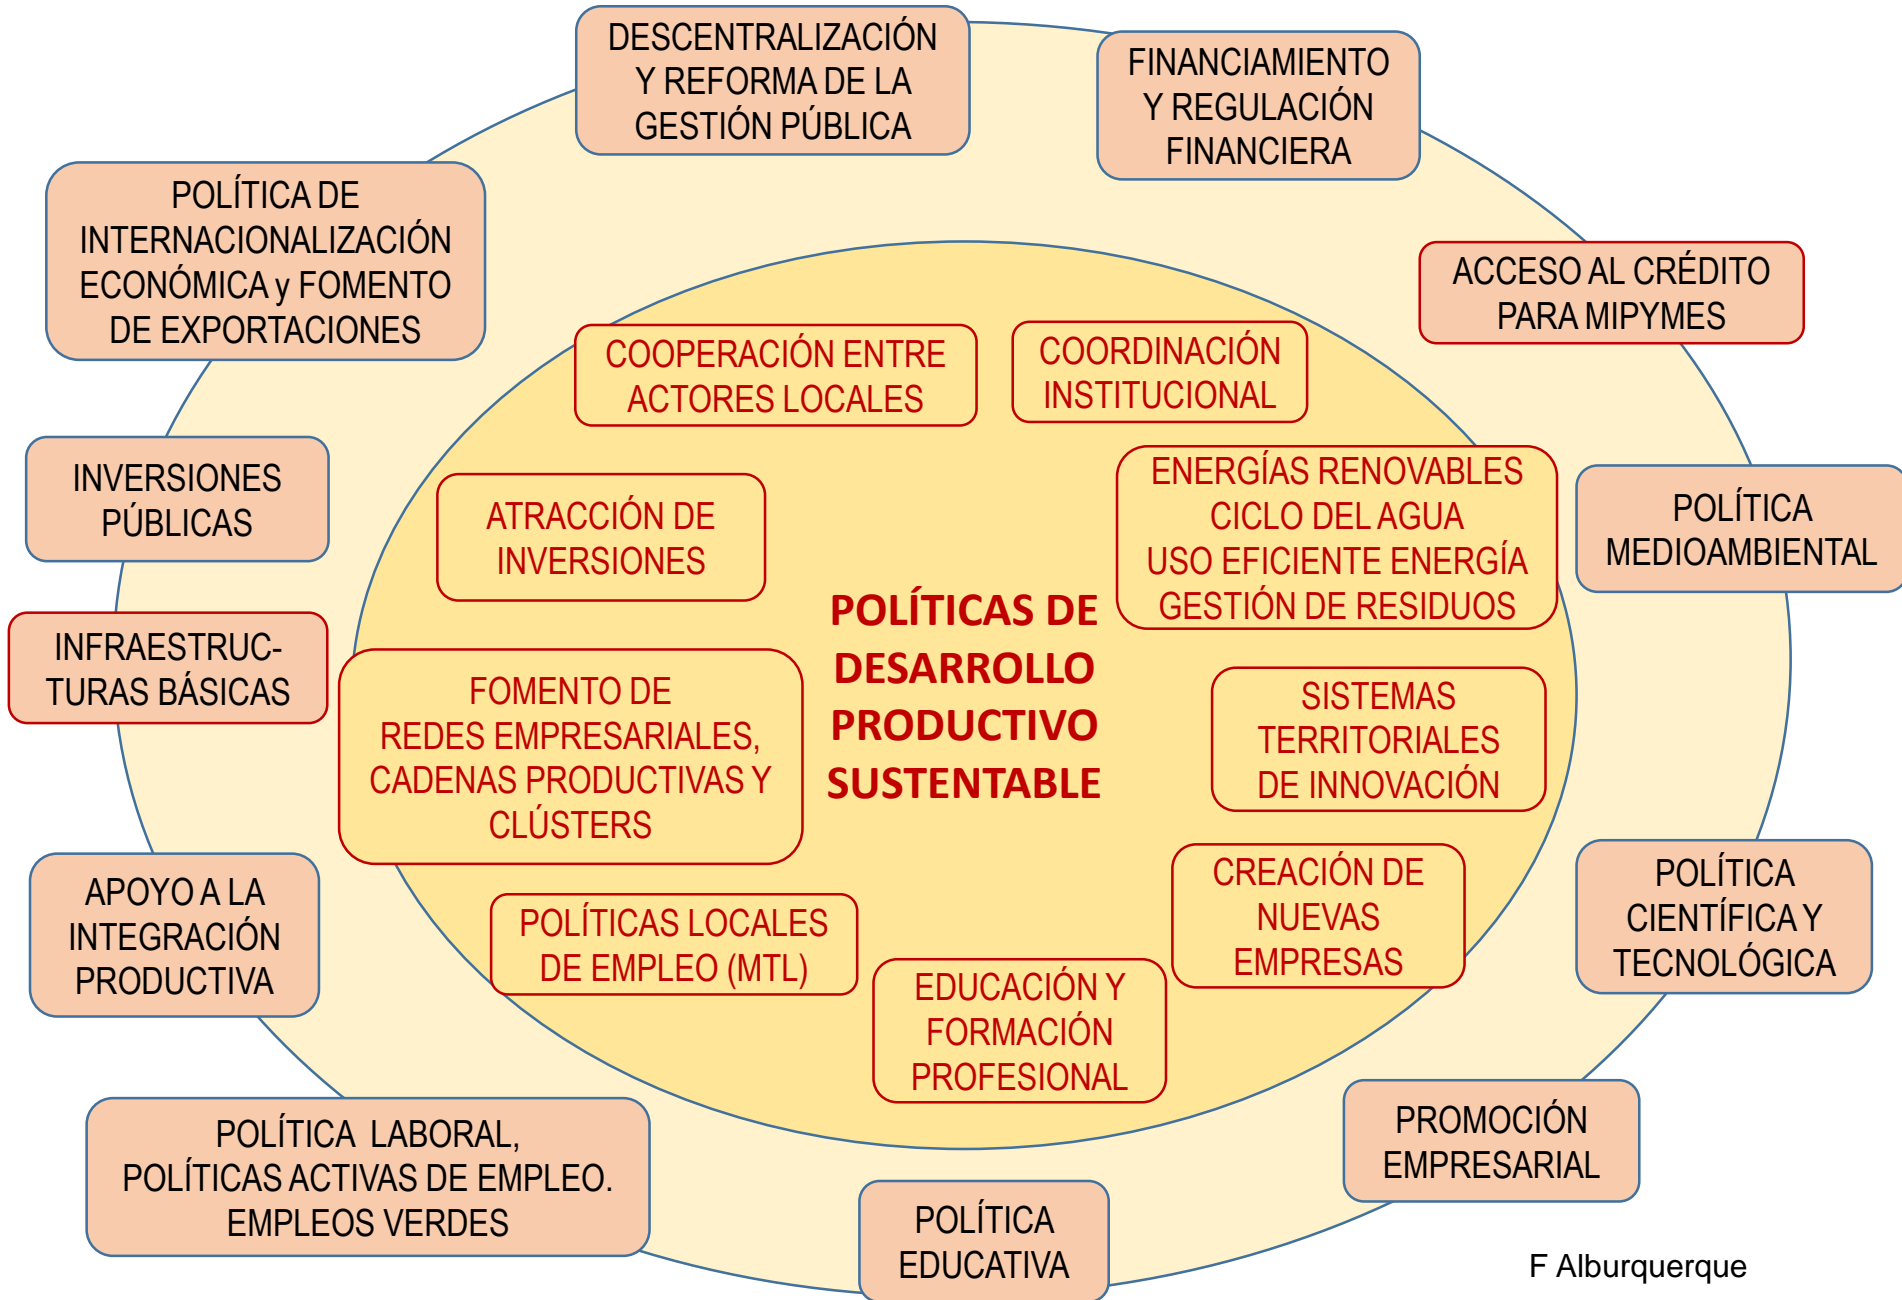 DESCENTRALIZACIÓN
Y REFORMA DE LA
GESTIÓN PÚBLICA
FINANCIAMIENTO
Y REGULACIÓN
FINANCIERA
POLÍTICA DE
INTERNACIONALIZACIÓN
ECONÓMICA y FOMENTO
DE EXPORTACIONES
ACCESO AL CRÉDITO
PARA MIPYMES
COOPERACIÓN ENTRE
ACTORES LOCALES
COORDINACIÓN
INSTITUCIONAL
INVERSIONES
PÚBLICAS
ATRACCIÓN DE
INVERSIONES
ENERGÍAS RENOVABLES
CICLO DEL AGUA
USO EFICIENTE ENERGÍA
GESTIÓN DE RESIDUOS
POLÍTICA
MEDIOAMBIENTAL
POLÍTICAS DE
DESARROLLO
PRODUCTIVO
SUSTENTABLE
INFRAESTRUC-
TURAS BÁSICAS
FOMENTO DE
REDES EMPRESARIALES,
CADENAS PRODUCTIVAS Y
CLÚSTERS
SISTEMAS
TERRITORIALES
DE INNOVACIÓN
APOYO A LA
INTEGRACIÓN
PRODUCTIVA
POLÍTICAS LOCALES
DE EMPLEO (MTL)
CREACIÓN DE
NUEVAS
EMPRESAS
POLÍTICA
CIENTÍFICA Y
TECNOLÓGICA
EDUCACIÓN Y
FORMACIÓN
PROFESIONAL
POLÍTICA LABORAL,
POLÍTICAS ACTIVAS DE EMPLEO.
EMPLEOS VERDES
PROMOCIÓN
EMPRESARIAL
POLÍTICA
EDUCATIVA
F Alburquerque